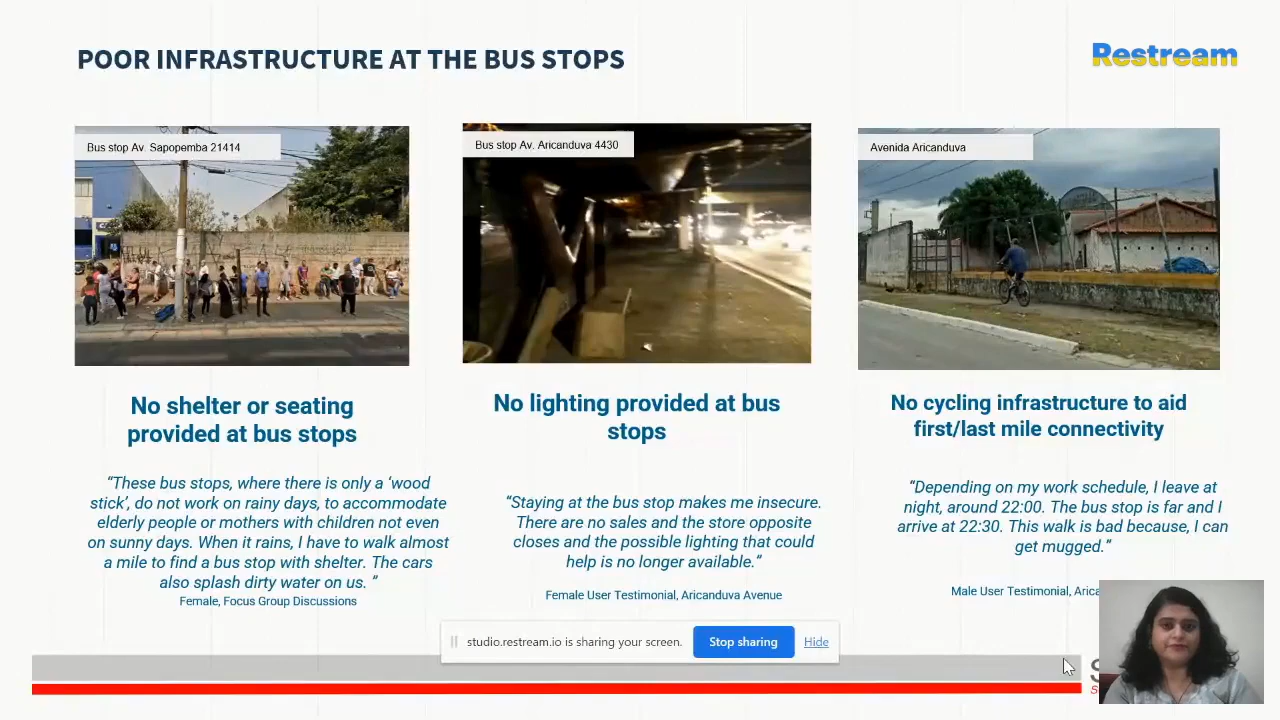 POOR INFRASTRUCTURE AT THE BUS STOPS
Restream
Bus stop Av. Sapopemba 21414
Bus stop Av. Aricanduva 4430
Avenida Aricanduva
No shelter or seating
provided at bus stops
No lighting provided at bus
stops
No cycling infrastructure to aid
first/last mile connectivity
“These bus stops, where there is only a ‘wood
stick’, do not work on rainy days, to accommodate
elderly people or mothers with children not even
on sunny days. When it rains, I have to walk almost
a mile to find a bus stop with shelter. The cars
also splash dirty water on us. ”
Female, Focus Group Discussions
“Staying at the bus stop makes me insecure.
There are no sales and the store opposite
closes and the possible lighting that could
help is no longer available.”
Female User Testimonial, Aricanduva Avenue
“Depending on my work schedule, I leave at
night, around 22:00. The bus stop is far and I
arrive at 22:30. This walk is bad because, I can
get mugged.”
Male User Testimonial,
studio.restream.io is sharing your screen.
Stop sharing
Hide